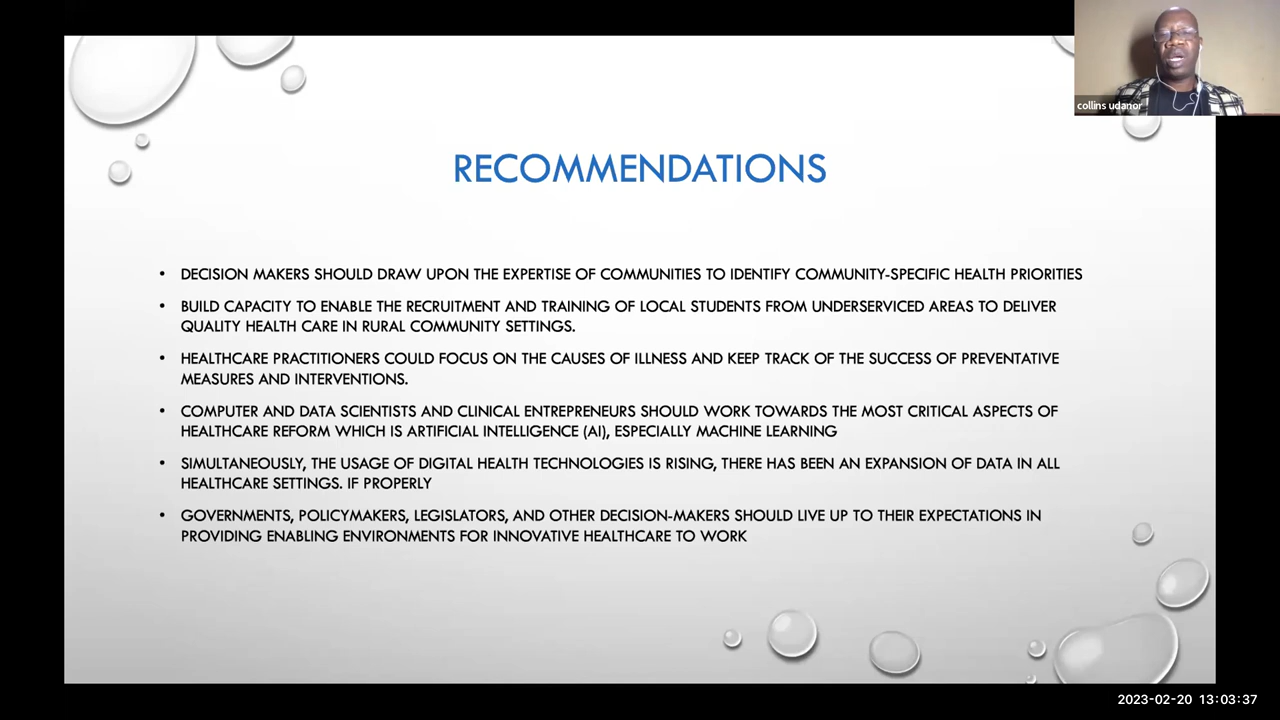 collins udanor
RECOMMENDATIONS
• DECISION MAKERS SHOULD DRAW UPON THE EXPERTISE OF COMMUNITIES TO IDENTIFY COMMUNITY-SPECIFIC HEALTH PRIORITIES
• BUILD CAPACITY TO ENABLE THE RECRUITMENT AND TRAINING OF LOCAL STUDENTS FROM UNDERSERVICED AREAS TO DELIVER
QUALITY HEALTH CARE IN RURAL COMMUNITY SETTINGS.
• HEALTHCARE PRACTITIONERS COULD FOCUS ON THE CAUSES OF ILLNESS AND KEEP TRACK OF THE SUCCESS OF PREVENTATIVE
MEASURES AND INTERVENTIONS.
• COMPUTER AND DATA SCIENTISTS AND CLINICAL ENTREPRENEURS SHOULD WORK TOWARDS THE MOST CRITICAL ASPECTS OF
HEALTHCARE REFORM WHICH IS ARTIFICIAL INTELLIGENCE (AI), ESPECIALLY MACHINE LEARNING
• SIMULTANEOUSLY, THE USAGE OF DIGITAL HEALTH TECHNOLOGIES IS RISING, THERE HAS BEEN AN EXPANSION OF DATA IN ALL
HEALTHCARE SETTINGS. IF PROPERLY
• GOVERNMENTS, POLICYMAKERS, LEGISLATORS, AND OTHER DECISION-MAKERS SHOULD LIVE UP TO THEIR EXPECTATIONS IN
PROVIDING ENABLING ENVIRONMENTS FOR INNOVATIVE HEALTHCARE TO WORK
2023-02-20 13:03:37